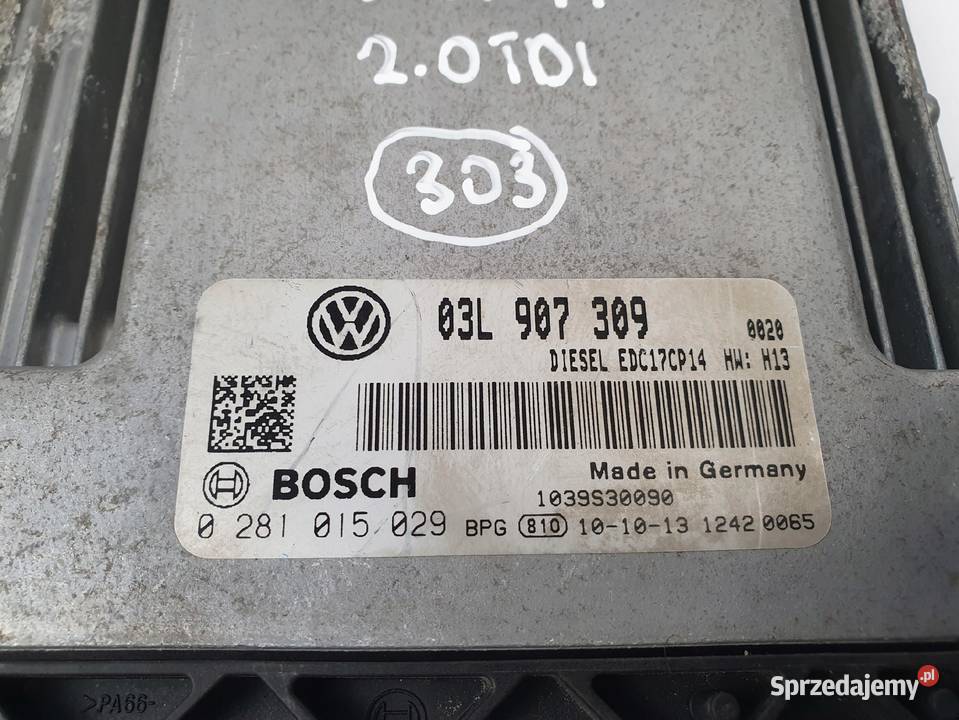 2.0TDI
303
03L 907 309 0020
DIESEL EDC17CP14 HW: H13
Made in Germany
BOSCH
1039S30090
0 281 015 029 BPG 810 10-10-13 1242 0065
>PA66-
Sprzedajemy.pl